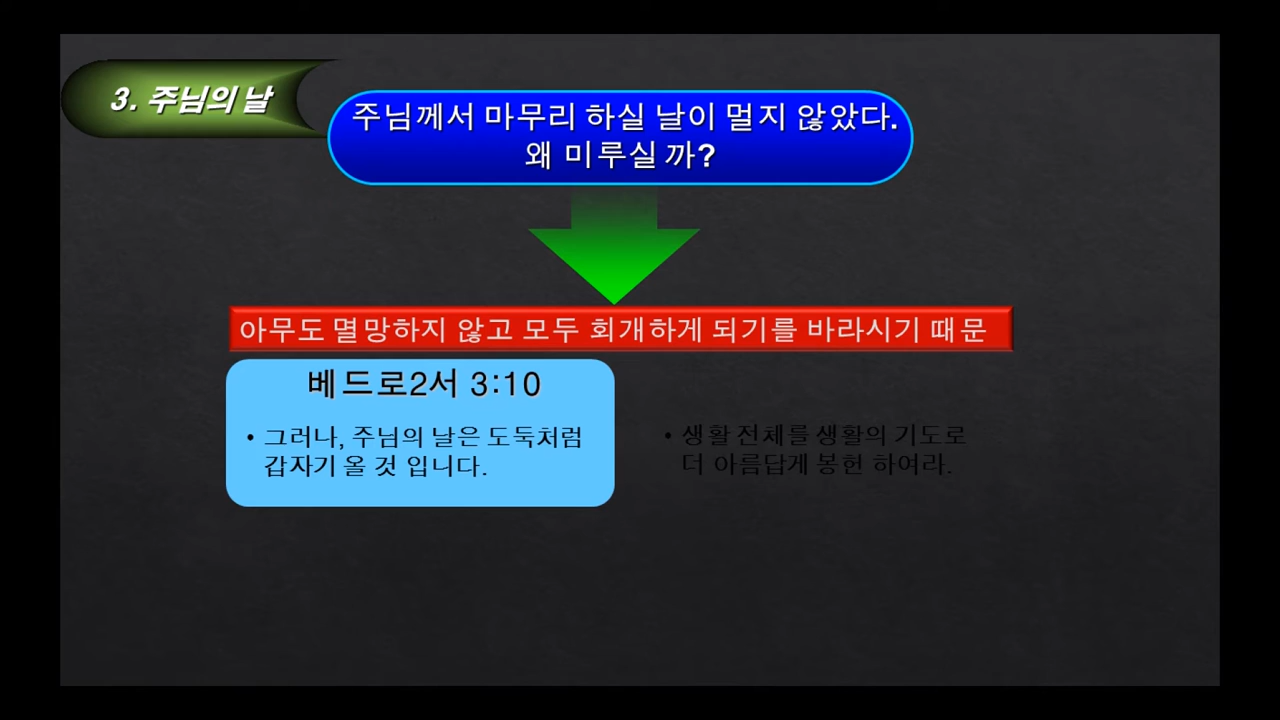 3. 주님의 날
주님께서 마무리 하실 날이 멀지 않았다.
왜 미루실 까?
아무도 멸망하지 않고 모두 회개하게 되기를 바라시기 때문
베드로2서 3:10
• 그러나, 주님의 날은 도둑처럼
갑자기 올 것 입니다.
• 생활 전체를 생활의 기도로
더 아름답게 봉헌 하여라.